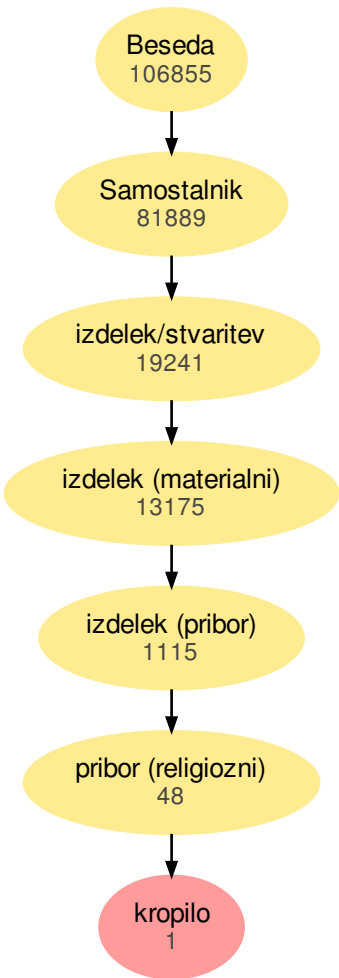 Beseda
106855
Samostalnik
81889
izdelek/stvaritev
19241
izdelek (materialni)
13175
izdelek (pribor)
1115
pribor (religiozni)
48
kropilo
1